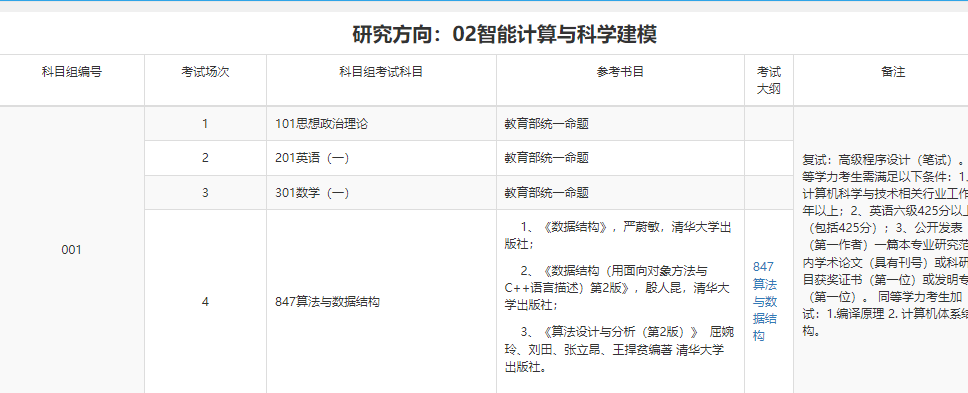 研究方向：02智能计算与科学建模
科目组编号
考试场次
科目组考试科目
参考书目
考试
大纲
备注
001
1
101思想政治理论
教育部统一命题
2
201英语（一）
教育部统一命题
3
301数学（一）
教育部统一命题
4
847算法与数据结构
1、《数据结构》，严蔚敏，清华大学出
版社；
2、《数据结构（用面向对象方法与
C++语言描述）第2版》，殷人昆，清华大
学出版社；
3、《算法设计与分析（第2版）》 屈婉
玲、刘田、张立昂、王捍贫编著 清华大学
出版社。
847
算法
与数
据结
构
复试：高级程序设计（笔试）。
等学力考生需满足以下条件：1.
计算机科学与技术相关行业工作
年以上；2、英语六级425分以上
（包括425分）；3、公开发表
（第一作者）一篇本专业研究范
内学术论文（具有刊号）或科研
目获奖证书（第一位）或发明专
（第一位）。 同等学力考生加
试：1.编译原理 2. 计算机体系结
构。